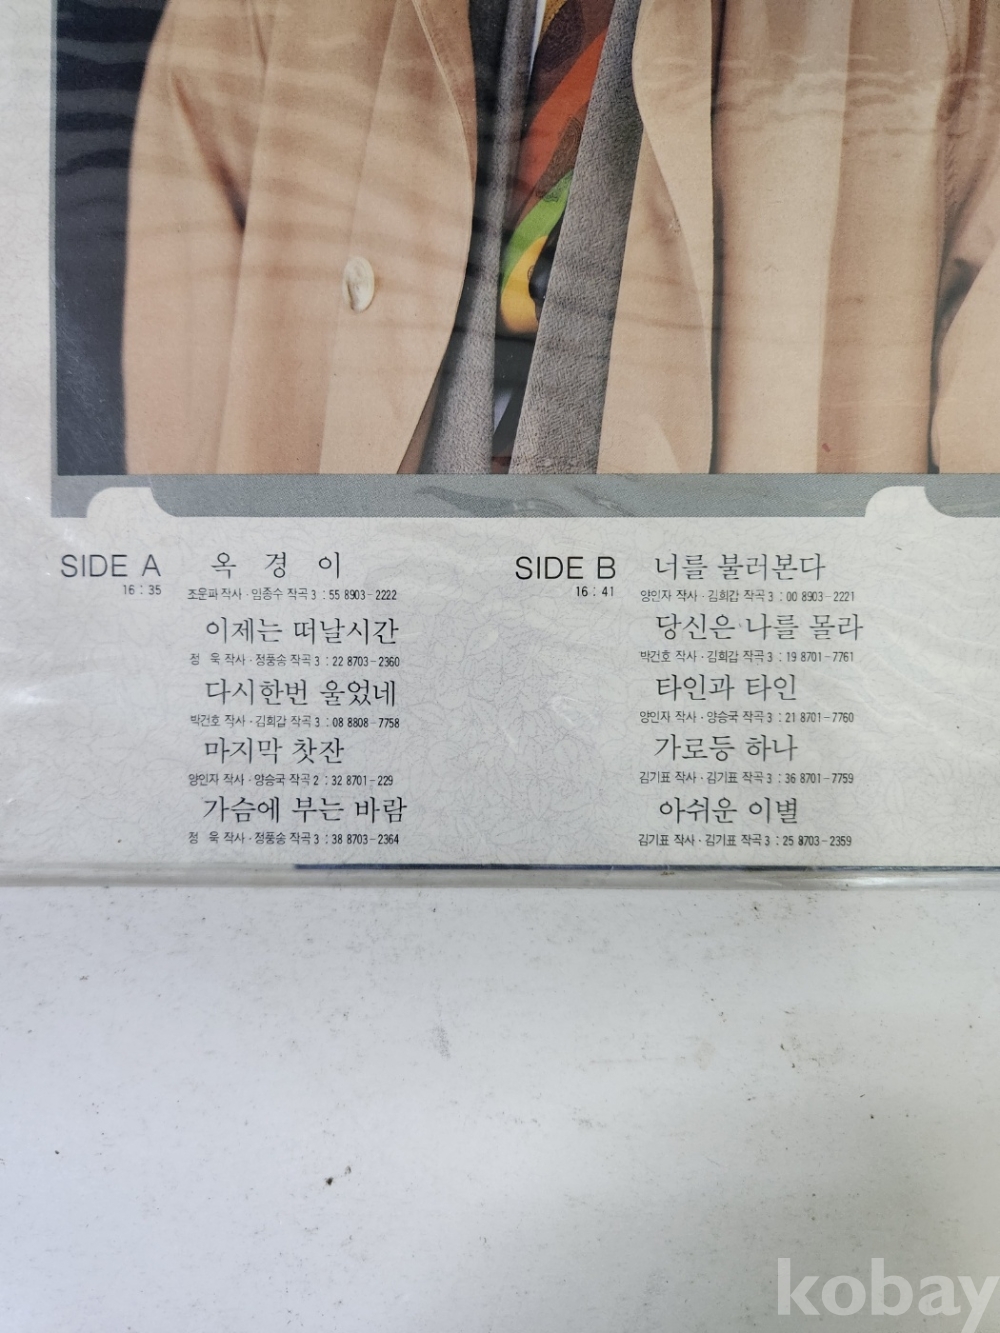 SIDE A
16 : 35
옥 경 이
조운파 작사 · 임종수 작곡 3 : 55 8903-2222
이제는 떠날시간
정 욱 작사 · 정풍송 작곡 3 : 22 8703-2360
다시한번 울었네
박건호 작사 · 김희갑 작곡 3 : 08 8808-7758
마지막 찻잔
양인자 작사 · 양승국 작곡 2 : 32 8701-229
가슴에 부는 바람
정 욱 작사 · 정풍송 작곡 3 : 38 8703-2364
SIDE B
16 : 41
너를 불러본다
양인자 작사 · 김희갑 작곡 3 : 00 8903-2221
당신은 나를 몰라
박건호 작사 · 김희갑 작곡 3 : 19 8701-7761
타인과 타인
양인자 작사 · 양승국 작곡 3 : 21 8701-7760
가로등 하나
김기표 작사 · 김기표 작곡 3 : 36 8701-7759
아쉬운 이별
김기표 작사 · 김기표 작곡 3 : 25 8703-2359
kobay